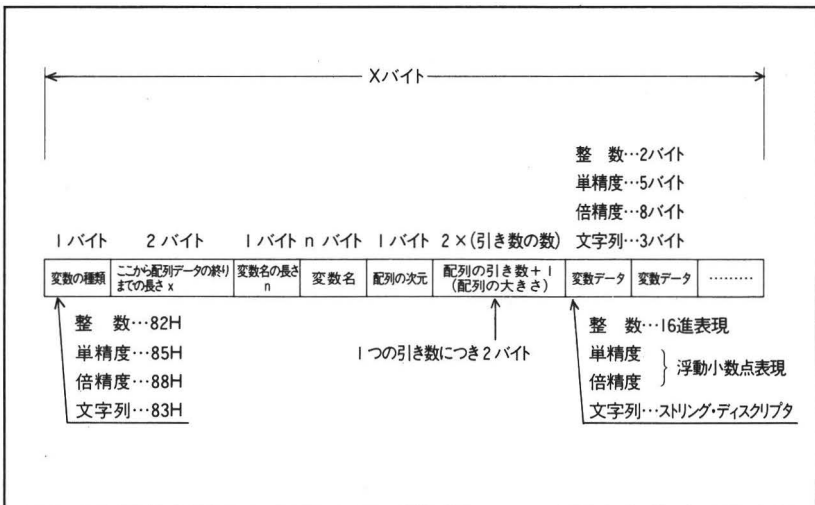 Xバイト
整 数…2バイト
単精度…5バイト
倍精度…8バイト
1バイト 2バイト 1バイト nバイト 1バイト 2×(引き数の数) 文字列…3バイト
変数の種類 ここから配列データの終り 変数名の長さ 変数名 配列の次元 配列の引き数+1 変数データ 変数データ ………
までの長さ x n (配列の大きさ)
整 数…82H
単精度…85H
倍精度…88H
文字列…83H
1つの引き数につき2バイト
整 数…16進表現
単精度
倍精度
浮動小数点表現
文字列…ストリング・ディスクリプタ